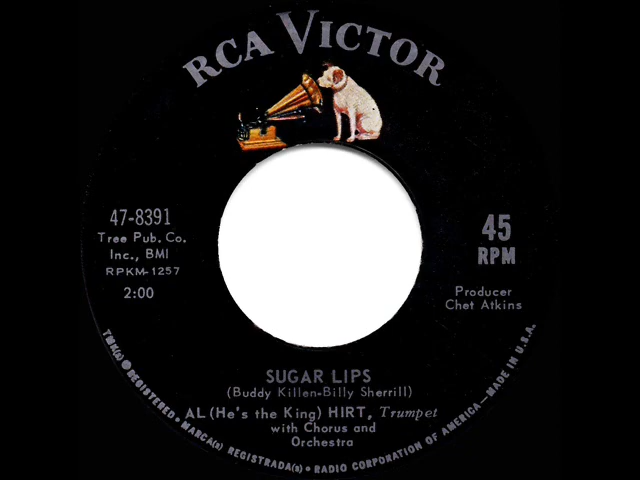 RCA VICTOR
47-8391
Tree Pub. Co.
Inc., BMI
RPKM-1257
2:00
45
RPM
Producer
Chet Atkins
SUGAR LIPS
(Buddy Killen-Billy Sherrill)
AL (He's the King) HIRT, Trumpet
with Chorus and
Orchestra
TMK(s) ® REGISTERED • MARCA(s) REGISTRADA(s) • RADIO CORPORATION OF AMERICA—MADE IN U.S.A.